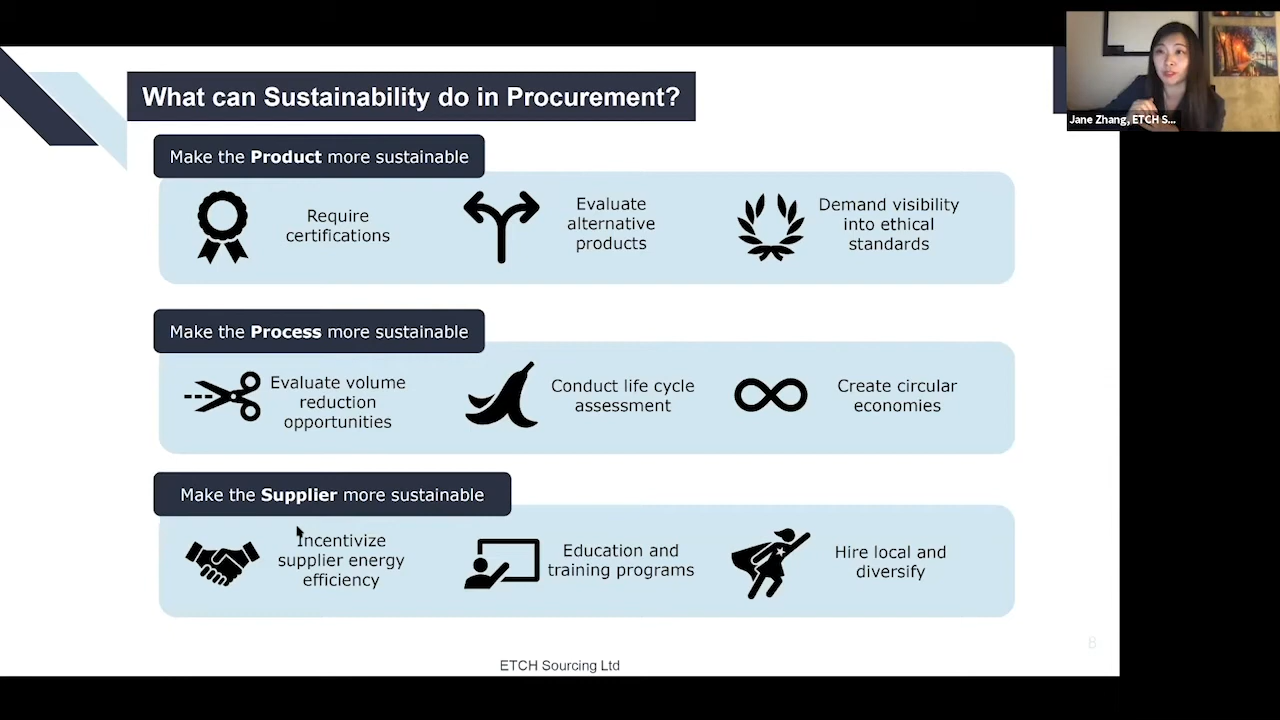 What can Sustainability do in Procurement?
Jane Zhang, ETCH S...
Make the Product more sustainable
Require
certifications
Evaluate
alternative
products
Demand visibility
into ethical
standards
Make the Process more sustainable
Evaluate volume
reduction
opportunities
Conduct life cycle
assessment
Create circular
economies
Make the Supplier more sustainable
Incentivize
supplier energy
efficiency
Education and
training programs
Hire local and
diversify
8
ETCH Sourcing Ltd